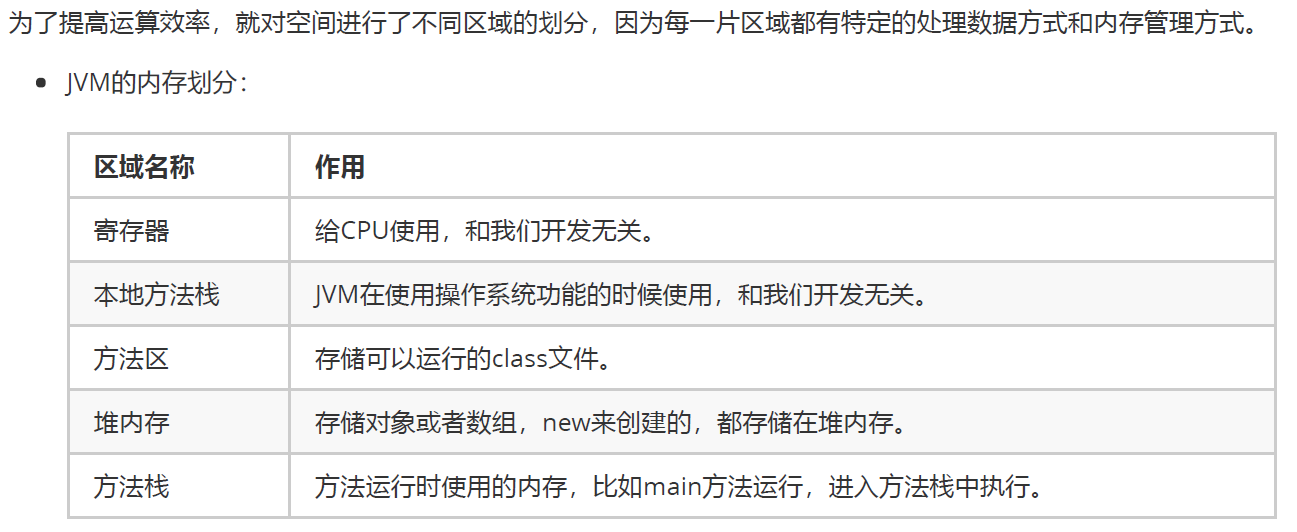 为了提高运算效率，就对空间进行了不同区域的划分，因为每一片区域都有特定的处理数据方式和内存管理方式。
• JVM的内存划分：
区域名称 作用
寄存器 给CPU使用，和我们开发无关。
本地方法栈 JVM在使用操作系统功能的时候使用，和我们开发无关。
方法区 存储可以运行的class文件。
堆内存 存储对象或者数组，new来创建的，都存储在堆内存。
方法栈 方法运行时使用的内存，比如main方法运行，进入方法栈中执行。